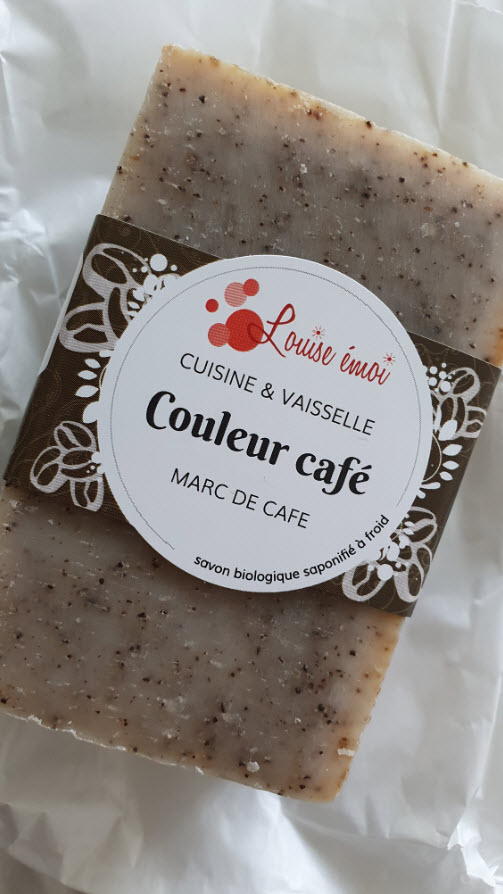 Louise émoi
CUISINE & VAISSELLE
Couleur café
MARC DE CAFE
savon biologique saponifié à froid